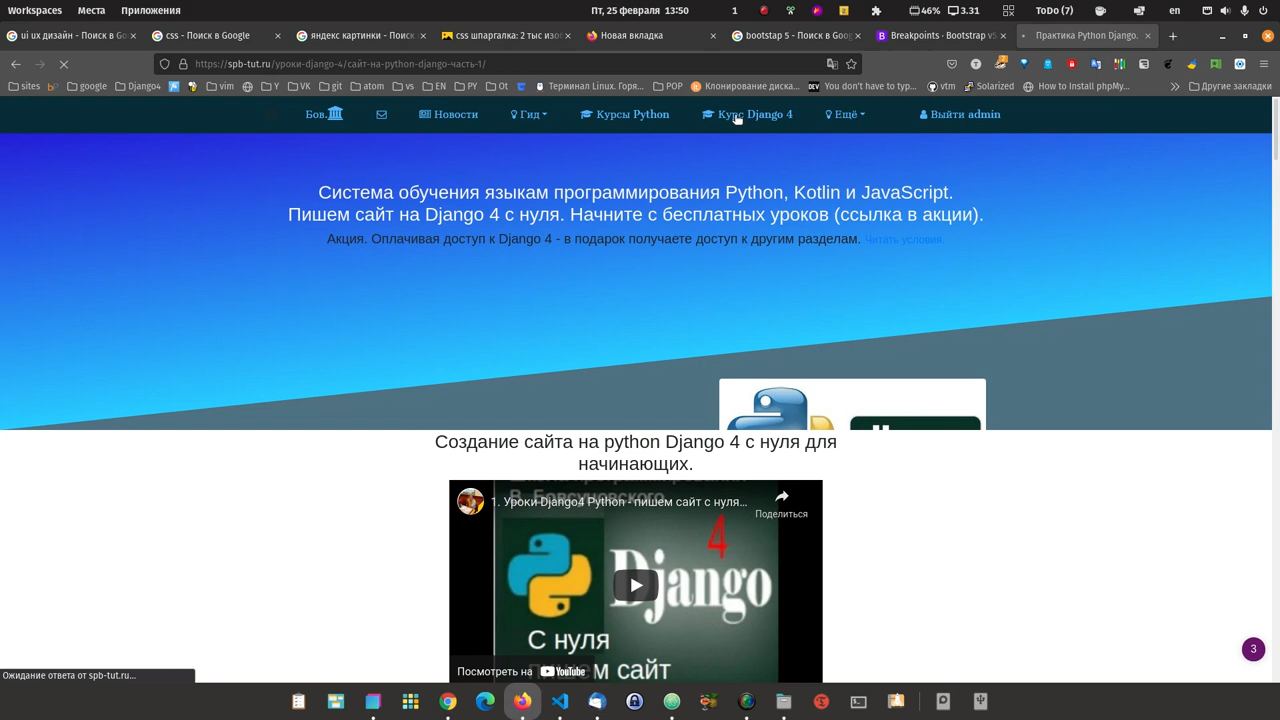 Workspaces Места Приложения Пт, 25 февраля 13:50 1 46% 3.31 ToDo (7) en
ui ux дизайн - Поиск в Go css - Поиск в Google яндекс картинки - Поиск css шпаргалка: 2 тыс изо Новая вкладка bootstap 5 - Поиск в Goo Breakpoints · Bootstrap v5 Практика Python Django.
https://spb-tut.ru/уроки-django-4/сайт-на-python-django-часть-1/
sites google Django4 vim Y VK git atom vs EN PY Ot Терминал Linux. Горя... POP Клонирование диска... You don't have to typ... vtm Solarized How to Install phpMy... Другие закладки
Бов. Новости Гид Курсы Python Курс Django 4 Ещё Выйти admin
Система обучения языкам программирования Python, Kotlin и JavaScript.
Пишем сайт на Django 4 с нуля. Начните с бесплатных уроков (ссылка в акции).
Акция. Оплачивая доступ к Django 4 - в подарок получаете доступ к другим разделам. Читать условия.
Создание сайта на python Django 4 с нуля для
начинающих.
В. Бовсуновского
1. Уроки Django4 Python - пишем сайт с нуля...
Поделиться
4
Django
С нуля
пишем сайт
Посмотреть на YouTube
3
Ожидание ответа от spb-tut.ru...